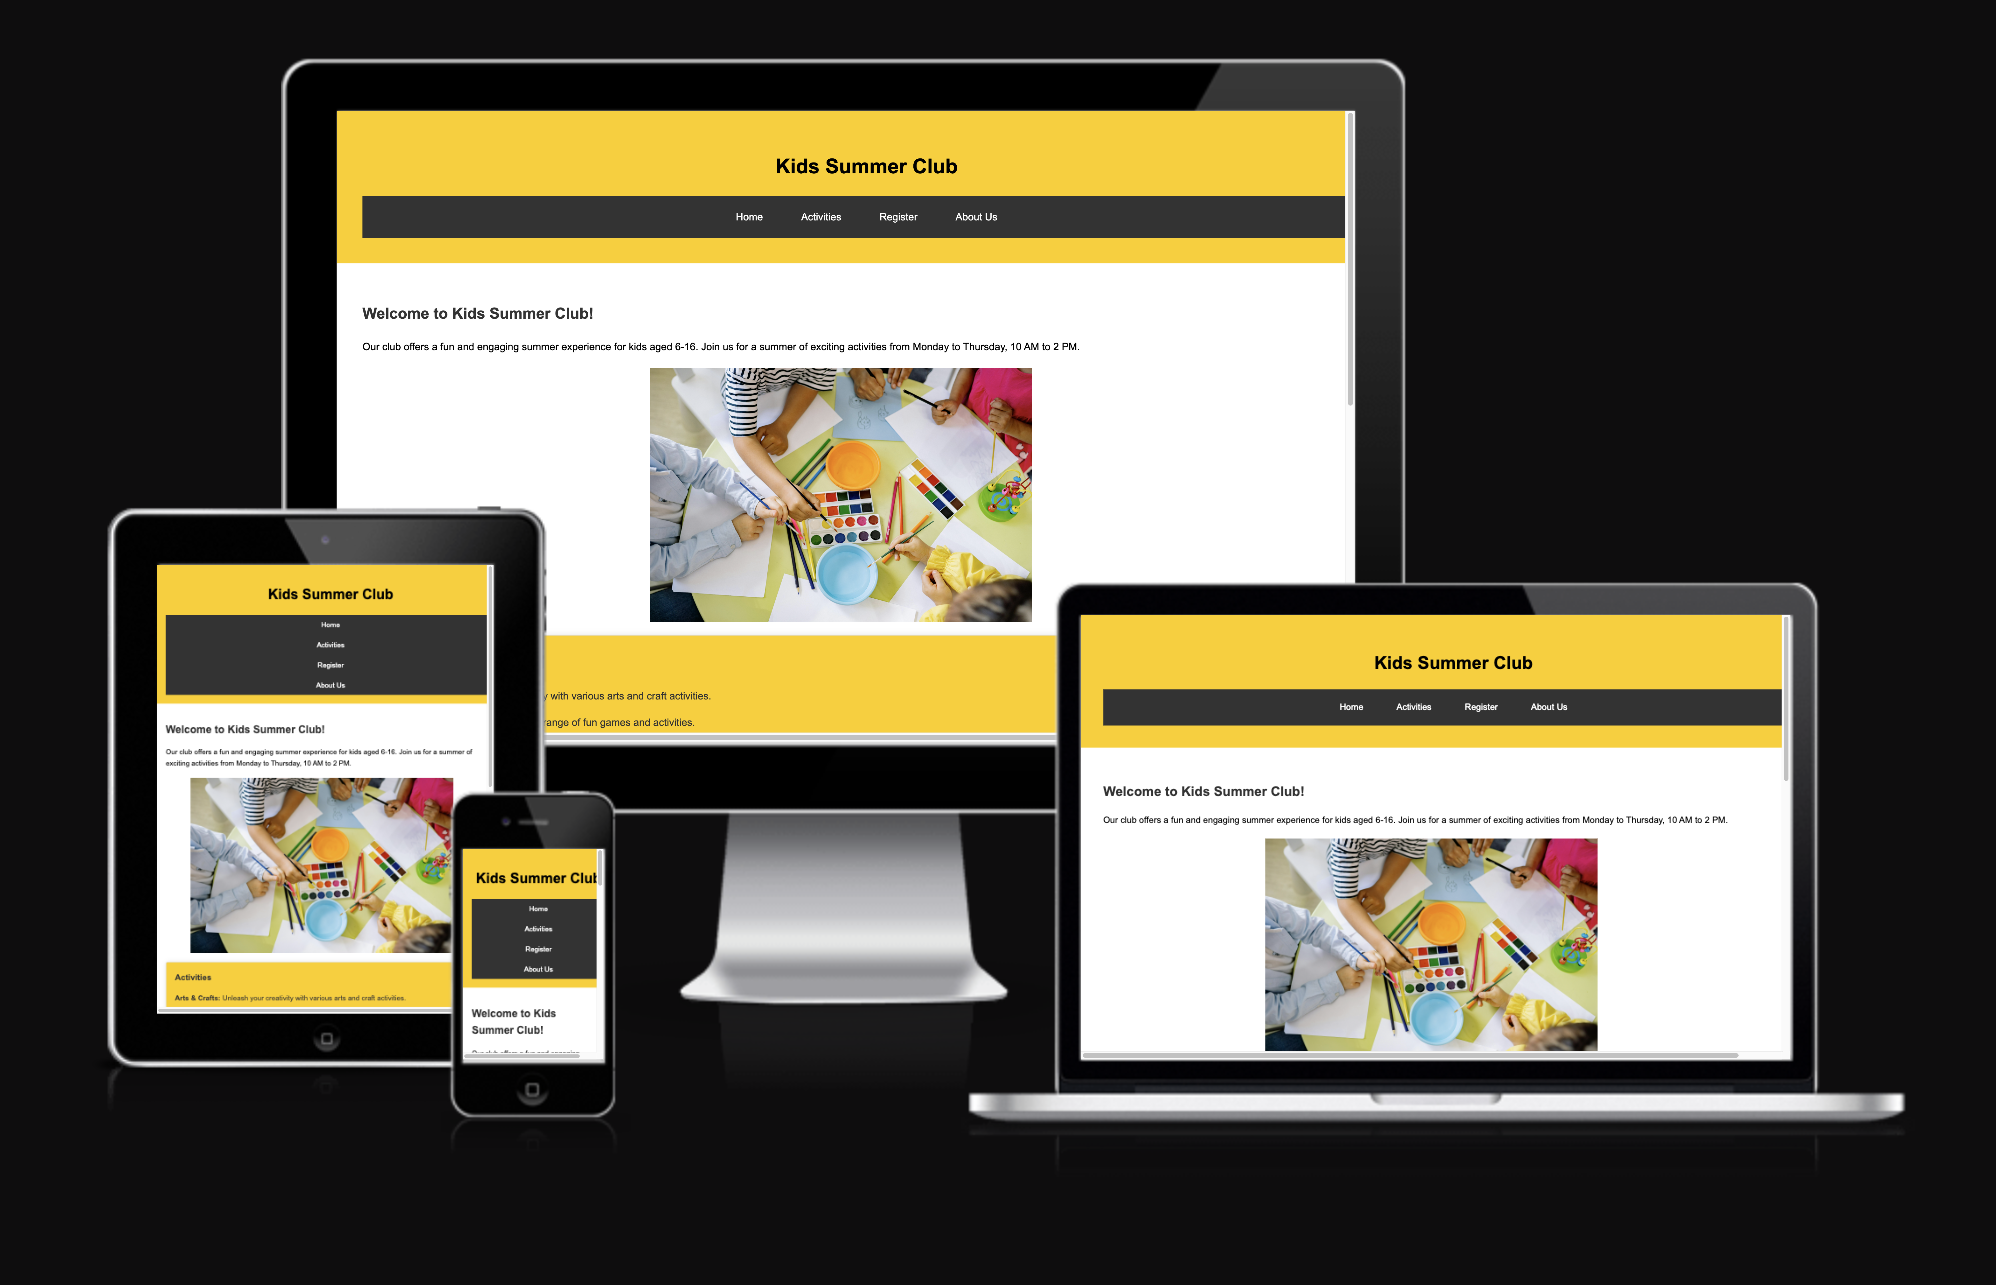 Kids Summer Club
Home Activities Register About Us
Welcome to Kids Summer Club!
Our club offers a fun and engaging summer experience for kids aged 6-16. Join us for a summer of exciting activities from Monday to Thursday, 10 AM to 2 PM.
with various arts and craft activities.
range of fun games and activities.
Kids Summer Club
Home
Activities
Register
About Us
Welcome to Kids Summer Club!
Our club offers a fun and engaging summer experience for kids aged 6-16. Join us for a summer of
exciting activities from Monday to Thursday, 10 AM to 2 PM.
Activities
Arts & Crafts: Unleash your creativity with various arts and craft activities.
Kids Summer Club
Home
Activities
Register
About Us
Welcome to Kids
Summer Club!
Kids Summer Club
Home Activities Register About Us
Welcome to Kids Summer Club!
Our club offers a fun and engaging summer experience for kids aged 6-16. Join us for a summer of exciting activities from Monday to Thursday, 10 AM to 2 PM.